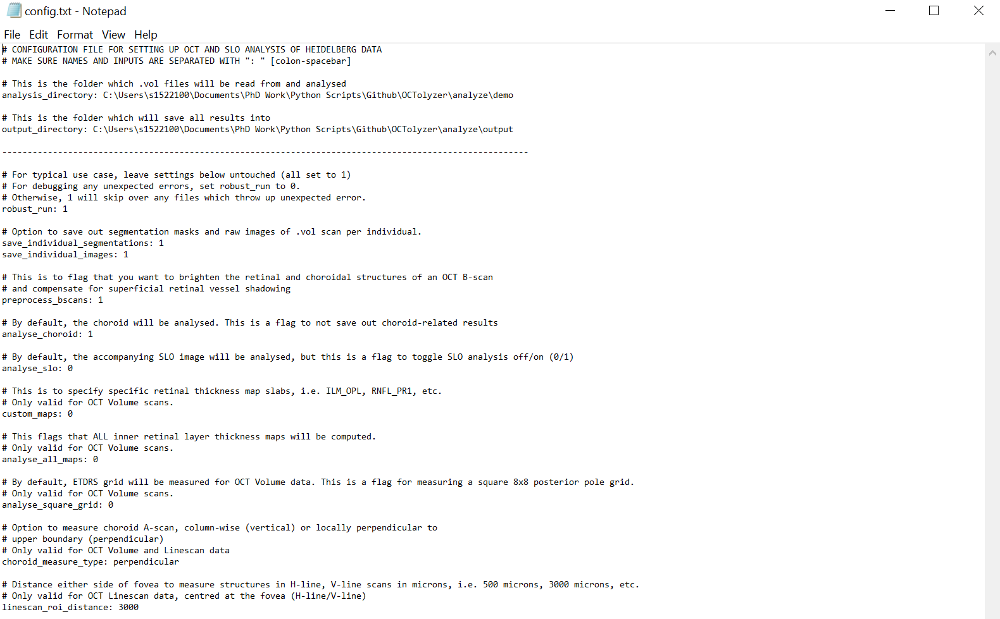 config.txt - Notepad
File Edit Format View Help
# CONFIGURATION FILE FOR SETTING UP OCT AND SLO ANALYSIS OF HEIDELBERG DATA
# MAKE SURE NAMES AND INPUTS ARE SEPARATED WITH ": " [colon-spacebar]

# This is the folder which .vol files will be read from and analysed
analysis_directory: C:\Users\s1522100\Documents\PhD Work\Python Scripts\Github\OCTolyzer\analyze\demo

# This is the folder which will save all results into
output_directory: C:\Users\s1522100\Documents\PhD Work\Python Scripts\Github\OCTolyzer\analyze\output

--------------------------------------------------------------------------------------------------------

# For typical use case, leave settings below untouched (all set to 1)
# For debugging any unexpected errors, set robust_run to 0.
# Otherwise, 1 will skip over any files which throw up unexpected error.
robust_run: 1

# Option to save out segmentation masks and raw images of .vol scan per individual.
save_individual_segmentations: 1
save_individual_images: 1

# This is to flag that you want to brighten the retinal and choroidal structures of an OCT B-scan
# and compensate for superficial retinal vessel shadowing
preprocess_bscans: 1

# By default, the choroid will be analysed. This is a flag to not save out choroid-related results
analyse_choroid: 1

# By default, the accompanying SLO image will be analysed, but this is a flag to toggle SLO analysis off/on (0/1)
analyse_slo: 0

# This is to specify specific retinal thickness map slabs, i.e. ILM_OPL, RNFL_PR1, etc.
# Only valid for OCT Volume scans.
custom_maps: 0

# This flags that ALL inner retinal layer thickness maps will be computed.
# Only valid for OCT Volume scans.
analyse_all_maps: 0

# By default, ETDRS grid will be measured for OCT Volume data. This is a flag for measuring a square 8x8 posterior pole grid.
# Only valid for OCT Volume scans.
analyse_square_grid: 0

# Option to measure choroid A-scan, column-wise (vertical) or locally perpendicular to
# upper boundary (perpendicular)
# Only valid for OCT Volume and Linescan data
choroid_measure_type: perpendicular

# Distance either side of fovea to measure structures in H-line, V-line scans in microns, i.e. 500 microns, 3000 microns, etc.
# Only valid for OCT Linescan data, centred at the fovea (H-line/V-line)
linescan_roi_distance: 3000